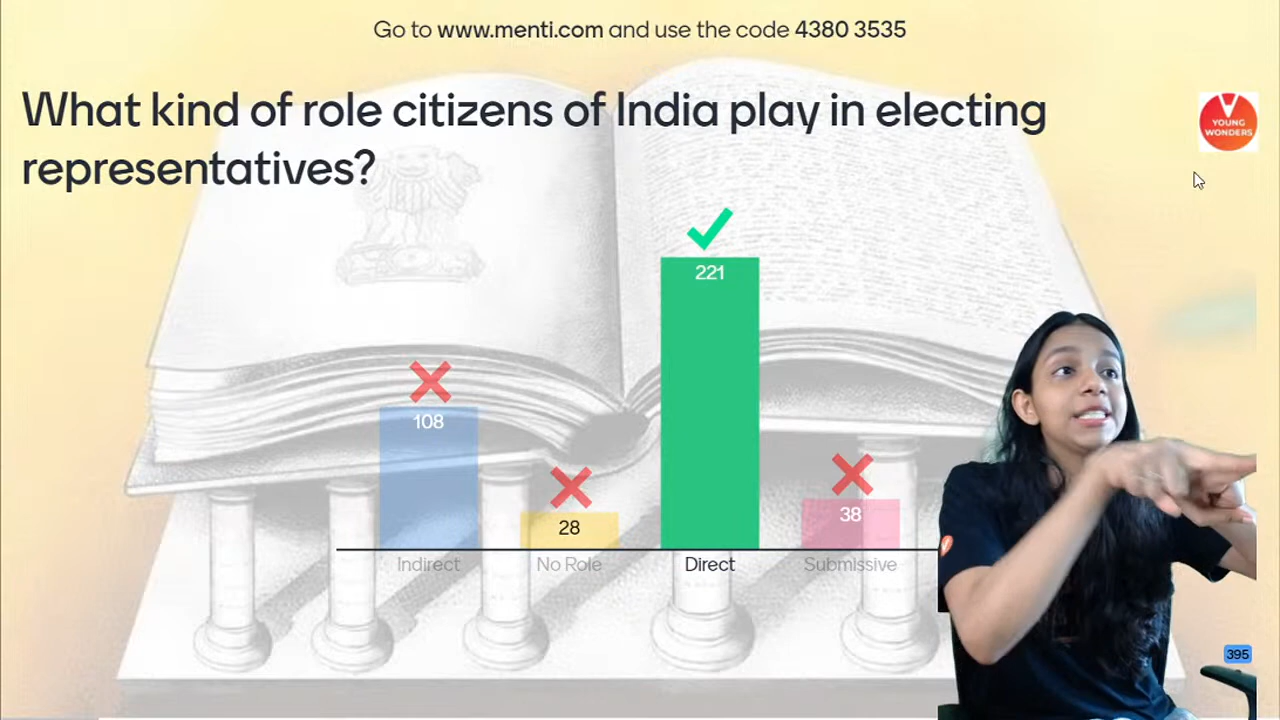 Go to www.menti.com and use the code 4380 3535
What kind of role citizens of India play in electing
representatives?
YOUNG
WONDERS
221
108
28
38
Indirect
No Role
Direct
Submissive
395